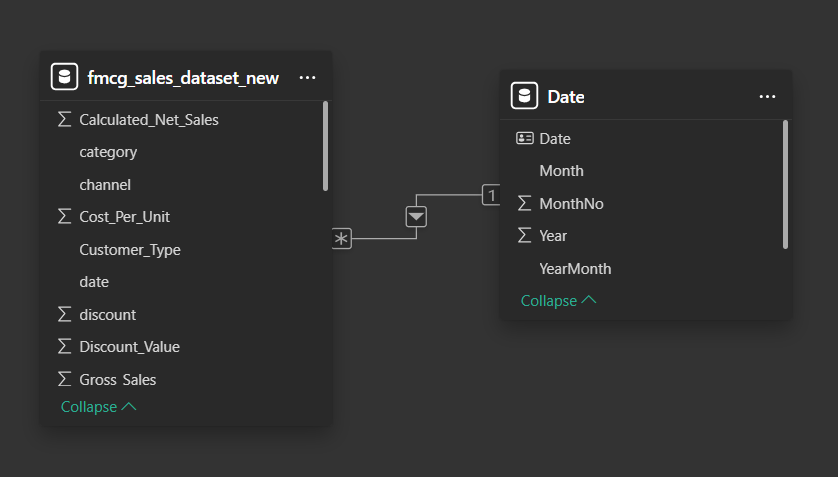 fmcg_sales_dataset_new
Calculated_Net_Sales
category
channel
Cost_Per_Unit
Customer_Type
date
discount
Discount_Value
Gross Sales
Collapse
*
1
Date
Date
Month
MonthNo
Year
YearMonth
Collapse